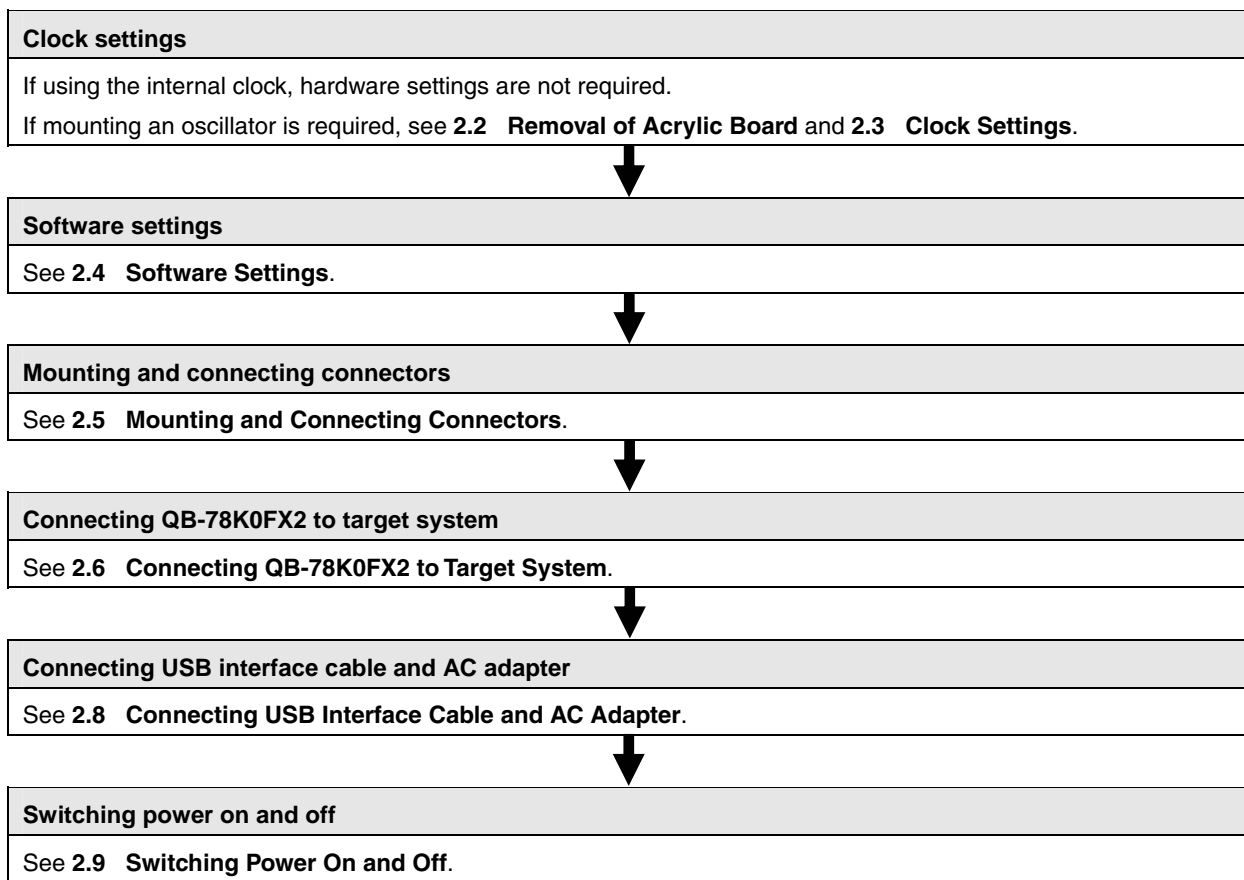 Clock settings
If using the internal clock, hardware settings are not required.
If mounting an oscillator is required, see 2.2 Removal of Acrylic Board and 2.3 Clock Settings.
Software settings
See 2.4 Software Settings.
Mounting and connecting connectors
See 2.5 Mounting and Connecting Connectors.
Connecting QB-78K0FX2 to target system
See 2.6 Connecting QB-78K0FX2 to Target System.
Connecting USB interface cable and AC adapter
See 2.8 Connecting USB Interface Cable and AC Adapter.
Switching power on and off
See 2.9 Switching Power On and Off.